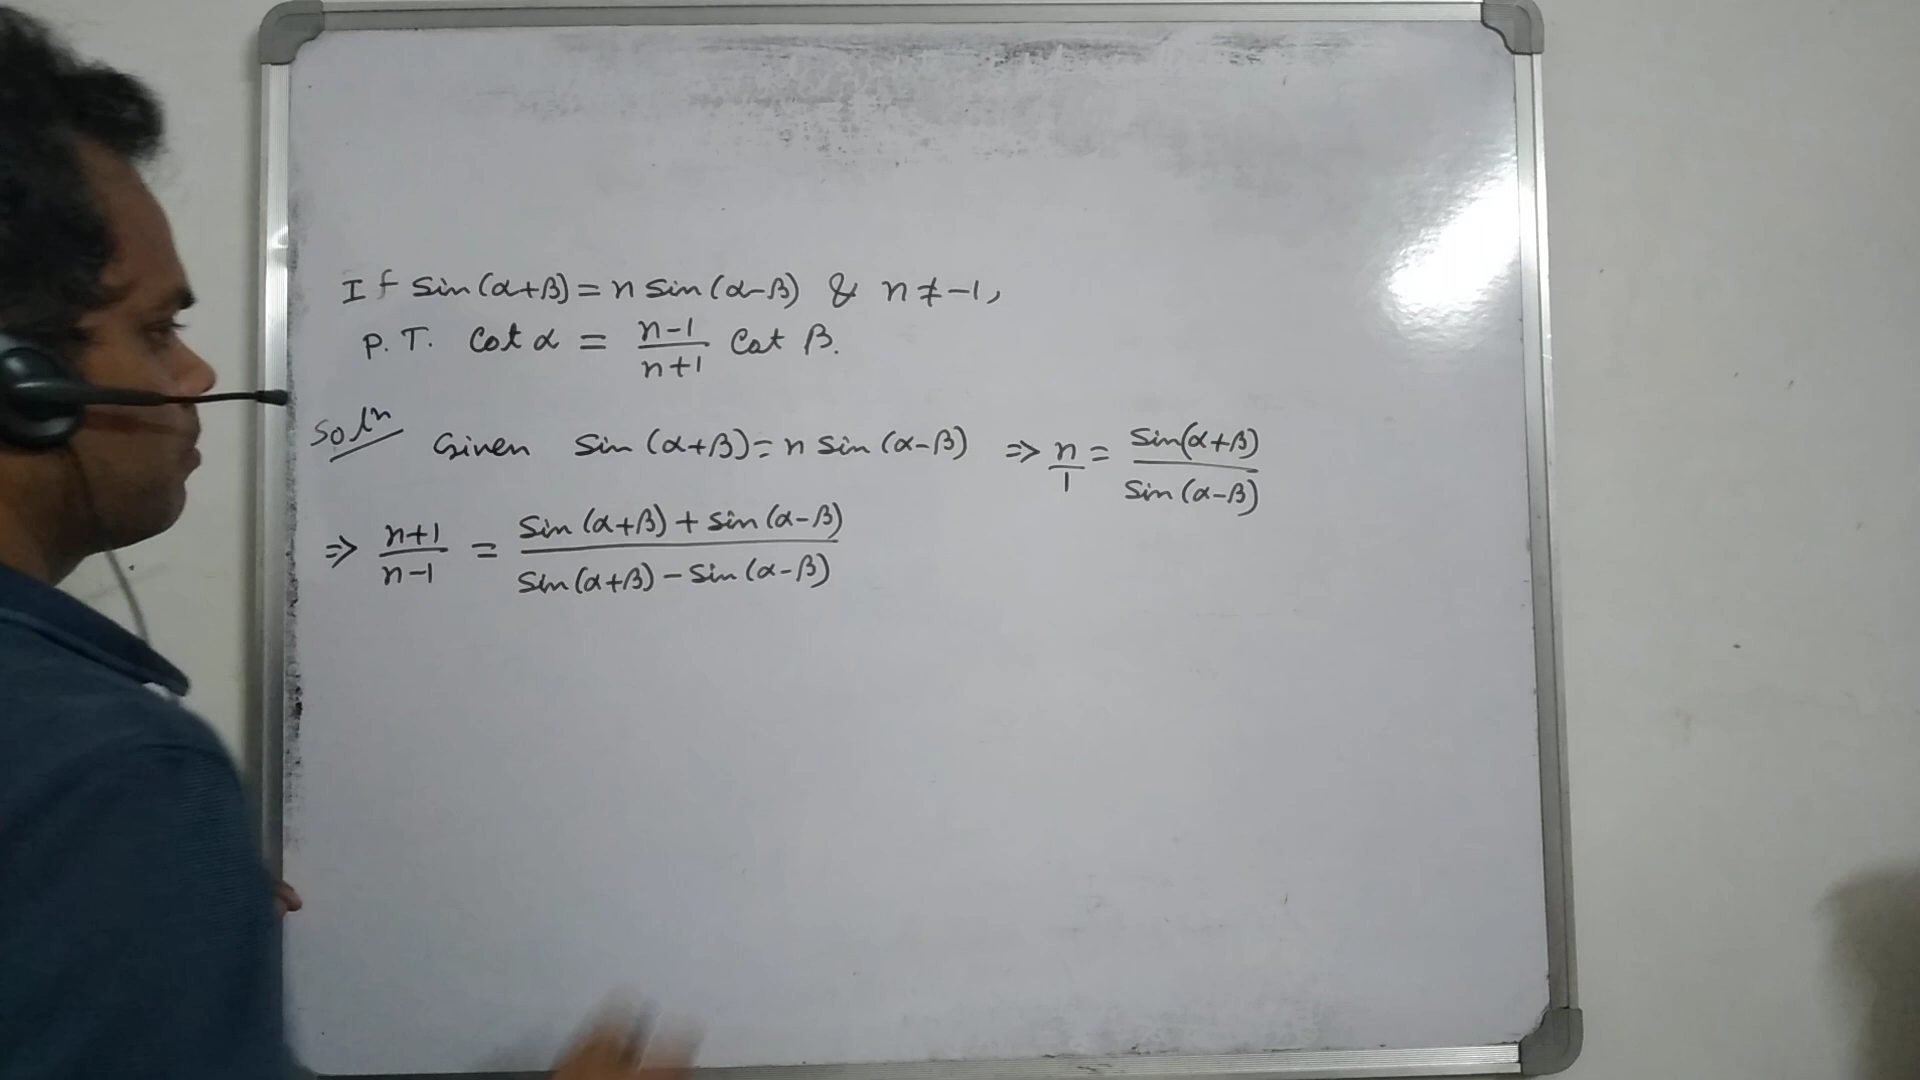 If Sin(α+β) = n Sin(α-β) & n ≠ -1,
P.T. Cot α = (n-1)/(n+1) Cot β.
Soln Given Sin(α+β) = n Sin(α-β) ⇒ n/1 = Sin(α+β)/Sin(α-β)
⇒ (n+1)/(n-1) = (Sin(α+β) + Sin(α-β))/(Sin(α+β) - Sin(α-β))